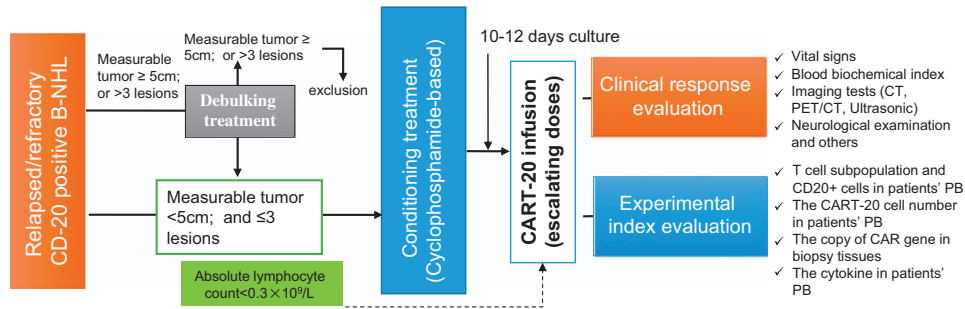 Relapsed/refractory
CD-20 positive B-NHL
Measurable
tumor ≥ 5cm;
or >3 lesions
Measurable tumor ≥
5cm; or >3 lesions
exclusion
Debulking
treatment
Measurable tumor
<5cm; and ≤3
lesions
Absolute lymphocyte
count<0.3×10⁹/L
Conditioning treatment
(Cyclophosphamide-based)
10-12 days culture
CART-20 infusion
(escalating doses)
Clinical response
evaluation
✓ Vital signs
✓ Blood biochemical index
✓ Imaging tests (CT,
PET/CT, Ultrasonic)
✓ Neurological examination
and others
Experimental
index evaluation
✓ T cell subpopulation and
CD20+ cells in patients' PB
✓ The CART-20 cell number
in patients' PB
✓ The copy of CAR gene in
biopsy tissues
✓ The cytokine in patients'
PB